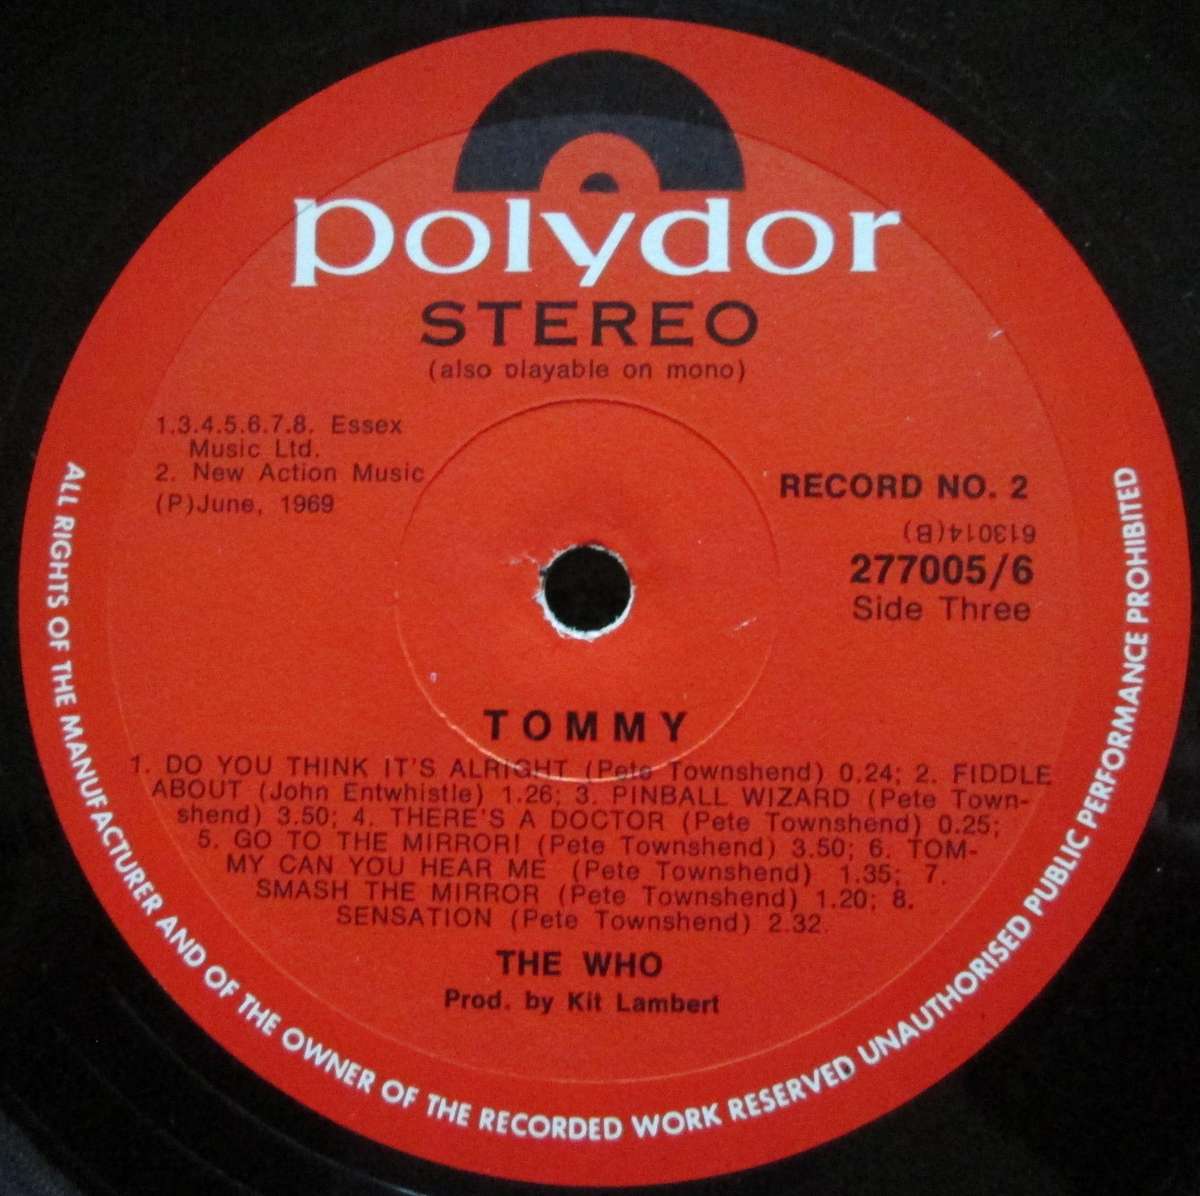 polydor
STEREO
(also playable on mono)
1.3.4.5.6.7.8. Essex
Music Ltd.
2. New Action Music
(P)June, 1969
RECORD NO. 2
613014(B)
277005/6
Side Three
TOMMY
1. DO YOU THINK IT'S ALRIGHT (Pete Townshend) 0.24; 2. FIDDLE
ABOUT (John Entwhistle) 1.26; 3. PINBALL WIZARD (Pete Town-
shend) 3.50; 4. THERE'S A DOCTOR (Pete Townshend) 0.25;
5. GO TO THE MIRROR! (Pete Townshend) 3.50; 6. TOM-
MY CAN YOU HEAR ME (Pete Townshend) 1.35; 7.
SMASH THE MIRROR (Pete Townshend) 1.20; 8.
SENSATION (Pete Townshend) 2.32.
THE WHO
Prod. by Kit Lambert
ALL RIGHTS OF THE MANUFACTURER AND OF THE OWNER OF THE RECORDED WORK RESERVED UNAUTHORISED PUBLIC PERFORMANCE PROHIBITED